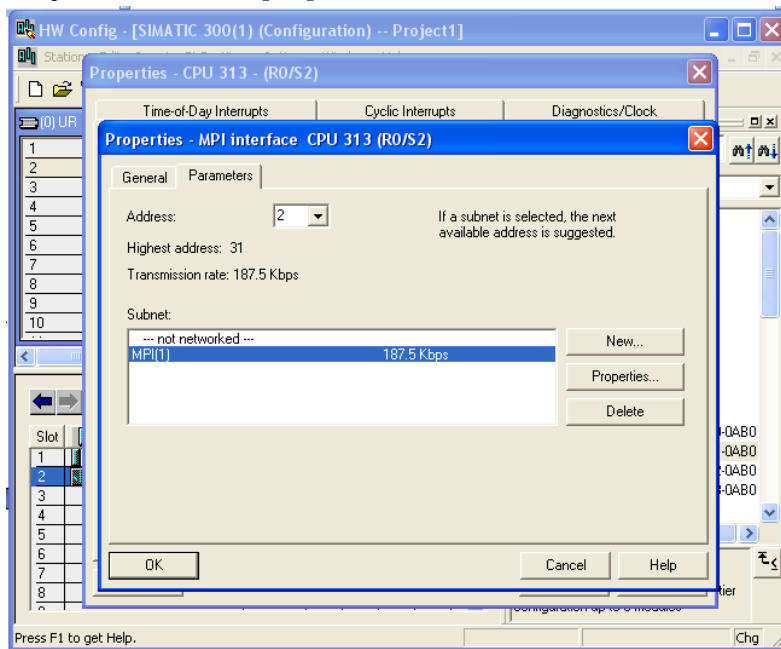 HW Config - [SIMATIC 300(1) (Configuration) -- Project1]
Station
Properties - CPU 313 - (R0/S2)
Time-of-Day Interrupts Cyclic Interrupts Diagnostics/Clock
(0) UR
Properties - MPI interface CPU 313 (R0/S2)
General Parameters
1
2
3
4
5
6
7
8
9
10
Address: 2
If a subnet is selected, the next
available address is suggested.
Highest address: 31
Transmission rate: 187.5 Kbps
Subnet:
--- not networked ---
MPI(1) 187.5 Kbps
New...
Properties...
Delete
Slot
1
2
3
4
5
6
7
8
-0AB0
-0AB0
-0AB0
-0AB0
OK Cancel Help
configuration up to 8 modules
Press F1 to get Help. Chg